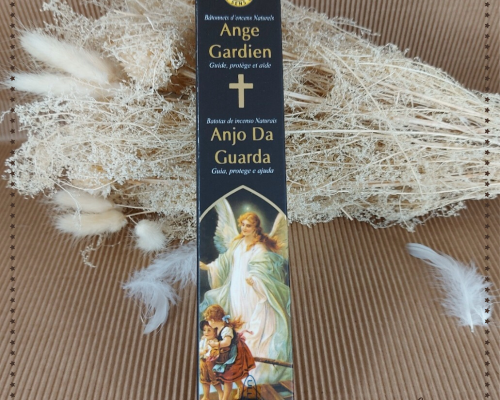 Bâtonnets d'encens Naturels
Ange
Gardien
Guide, protège et aide
Batotas de incenso Naturais
Anjo Da
Guarda
Guia, protege e ajuda